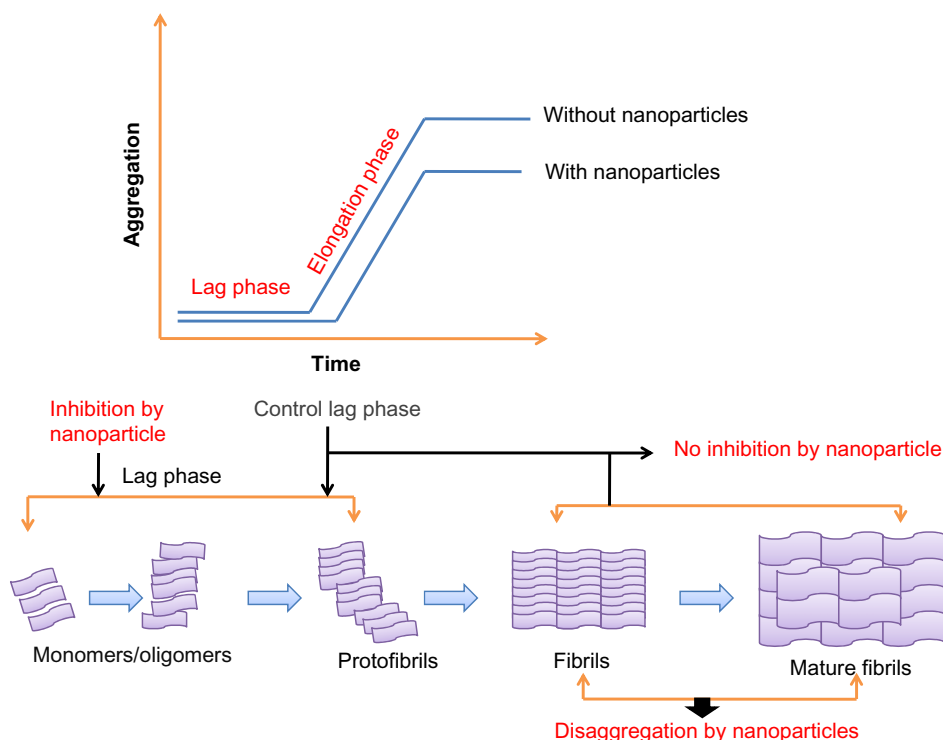 Aggregation
Without nanoparticles
With nanoparticles
Elongation phase
Lag phase
Time
Inhibition by
nanoparticle
Control lag phase
No inhibition by nanoparticle
Lag phase
Monomers/oligomers
Protofibrils
Fibrils
Mature fibrils
Disaggregation by nanoparticles